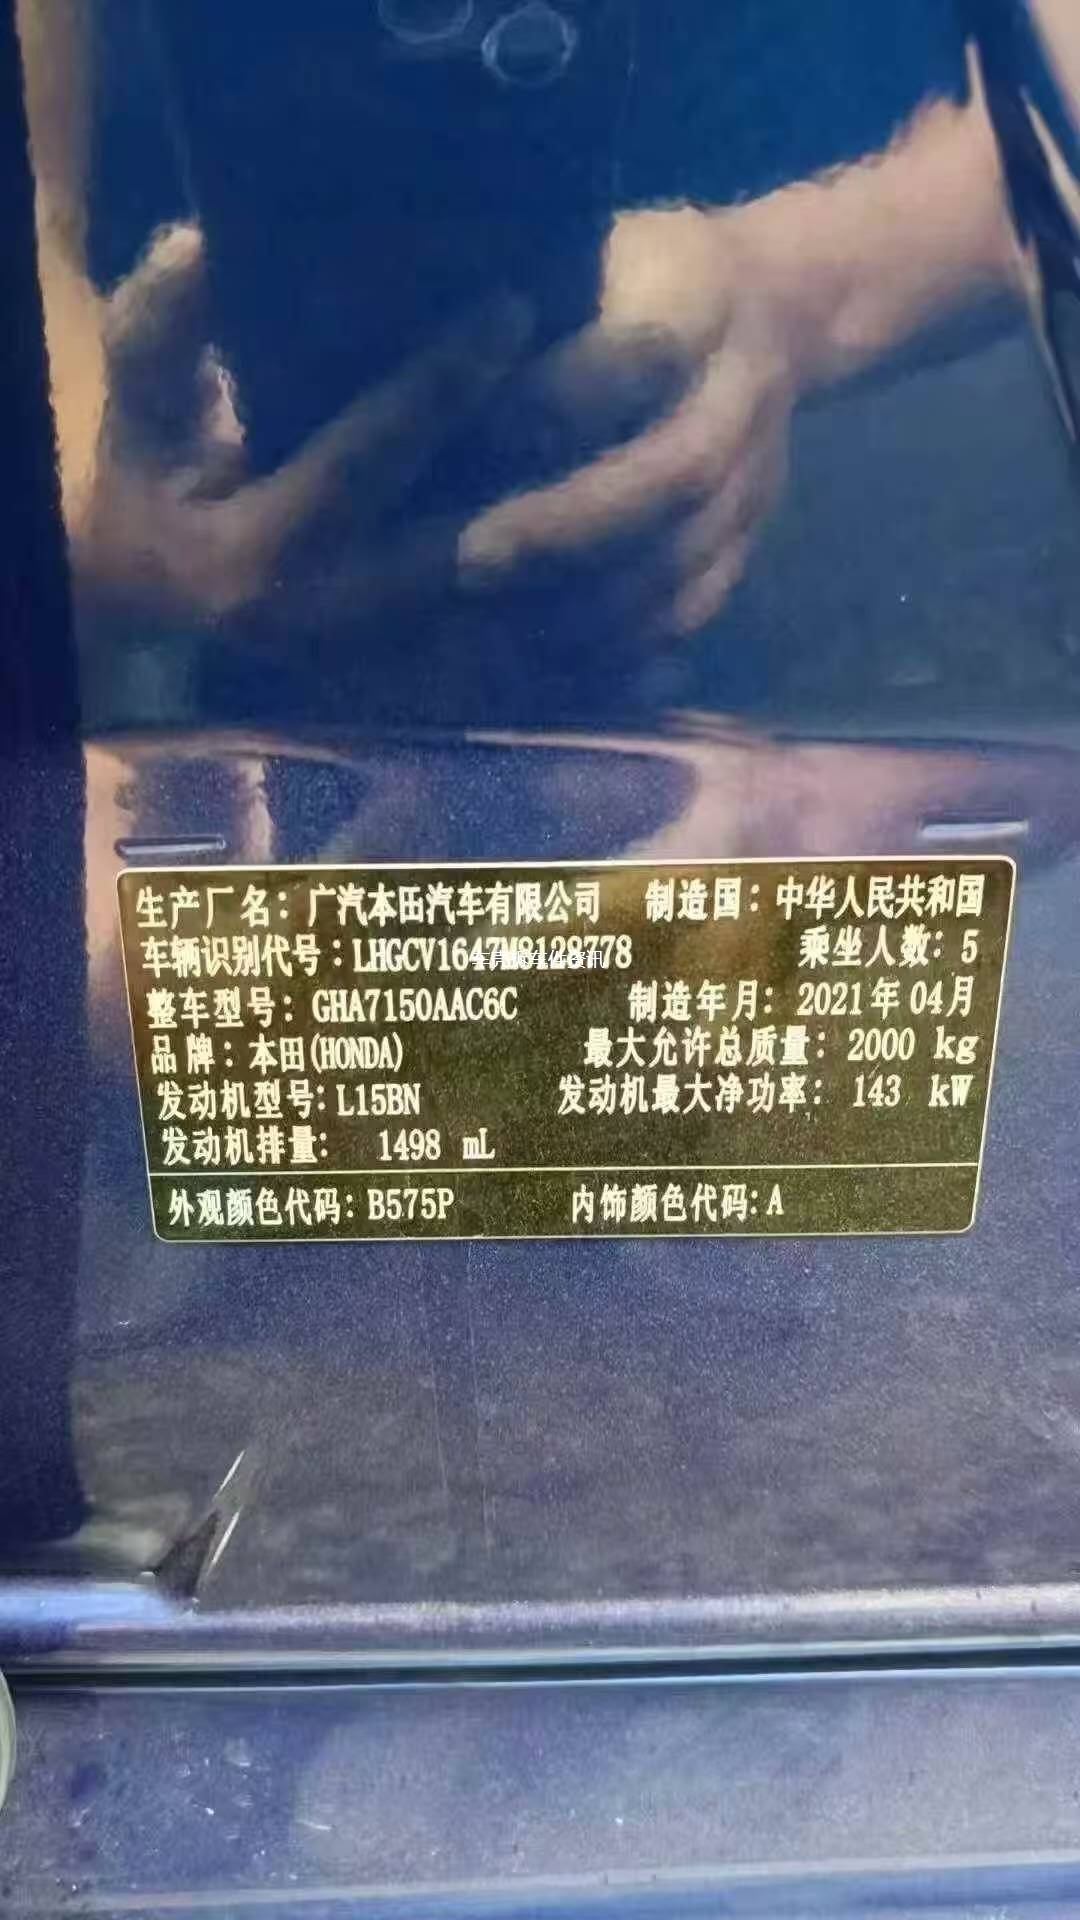 生产厂名：广汽本田汽车有限公司 制造国：中华人民共和国
车辆识别代号：LHGCV1647M8128778 乘坐人数：5
整车型号：GHA7150AAC6C 制造年月：2021年04月
品牌：本田(HONDA) 最大允许总质量：2000 kg
发动机型号：L15BN 发动机最大净功率：143 kW
发动机排量： 1498 mL
外观颜色代码：B575P 内饰颜色代码：A